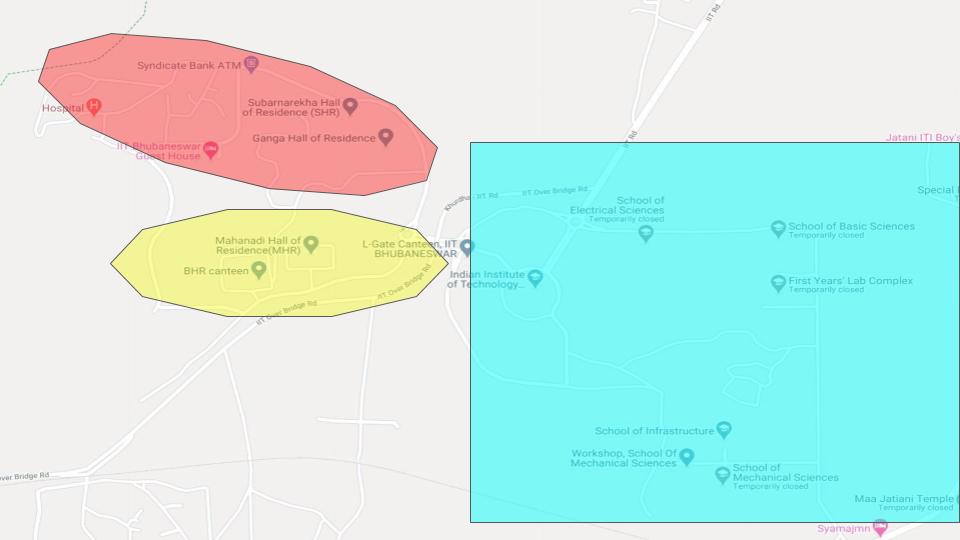 IIT Rd
Syndicate Bank ATM
H
Hospital
Subarnarekha Hall
of Residence (SHR)
Ganga Hall of Residence
IIT Bhubaneswar
Guest House
IIT Rd
Jatani ITI Boy's
Khurdha - IIT Rd
IIT Over Bridge Rd
Special
School of
Electrical Sciences
Temporarily closed
School of Basic Sciences
Temporarily closed
Mahanadi Hall of
Residence(MHR)
L-Gate Canteen, IIT
BHUBANESWAR
BHR canteen
Indian Institute
of Technology...
First Years' Lab Complex
Temporarily closed
IIT Over Bridge Rd
IIT Over Bridge Rd
School of Infrastructure
Workshop, School Of
Mechanical Sciences
School of
Mechanical Sciences
Temporarily closed
over Bridge Rd
Maa Jatiani Temple
Temporarily closed
Syamajmn